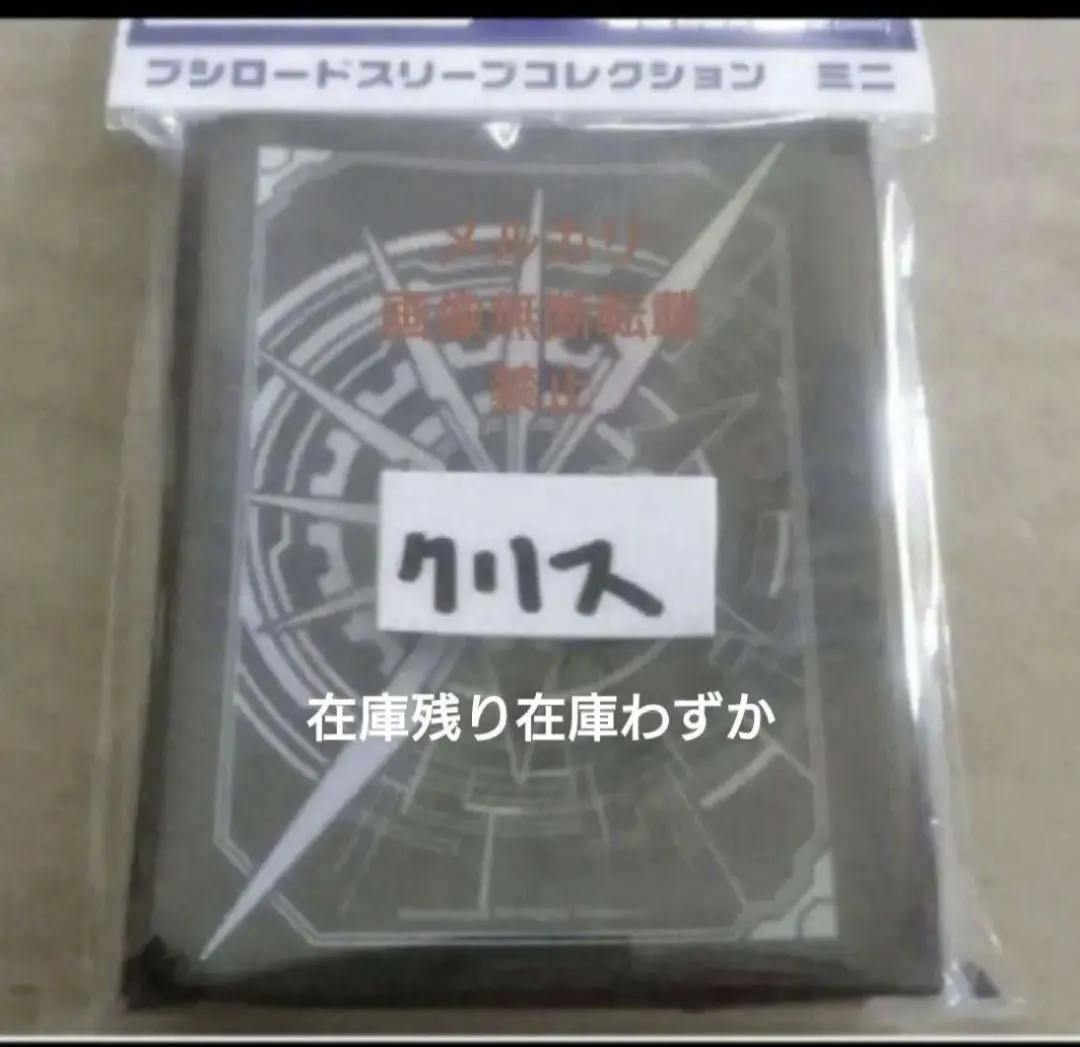 ブシロードスリーブコレクション ミニ
メルカリ
画像無断転載
禁止
クリス
在庫残り在庫わずか